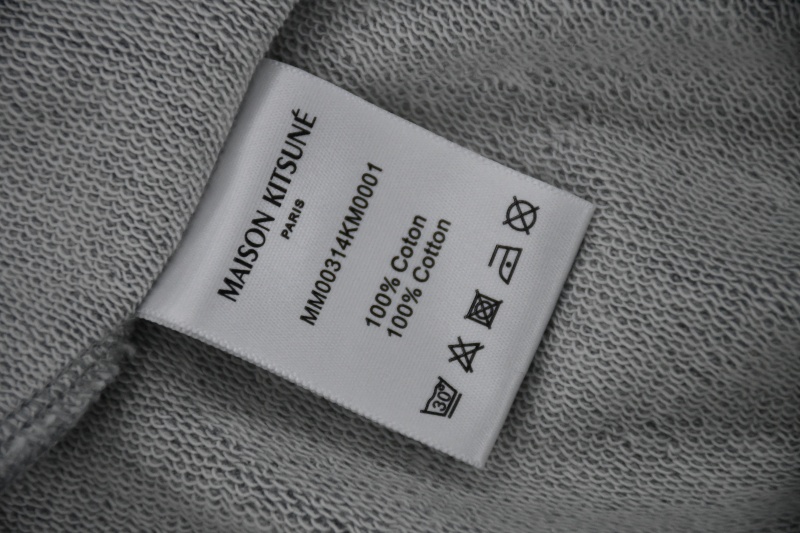 MAISON KITSUNÉ
PARIS
MM00314KM0001
100% Coton
100% Cotton
30°